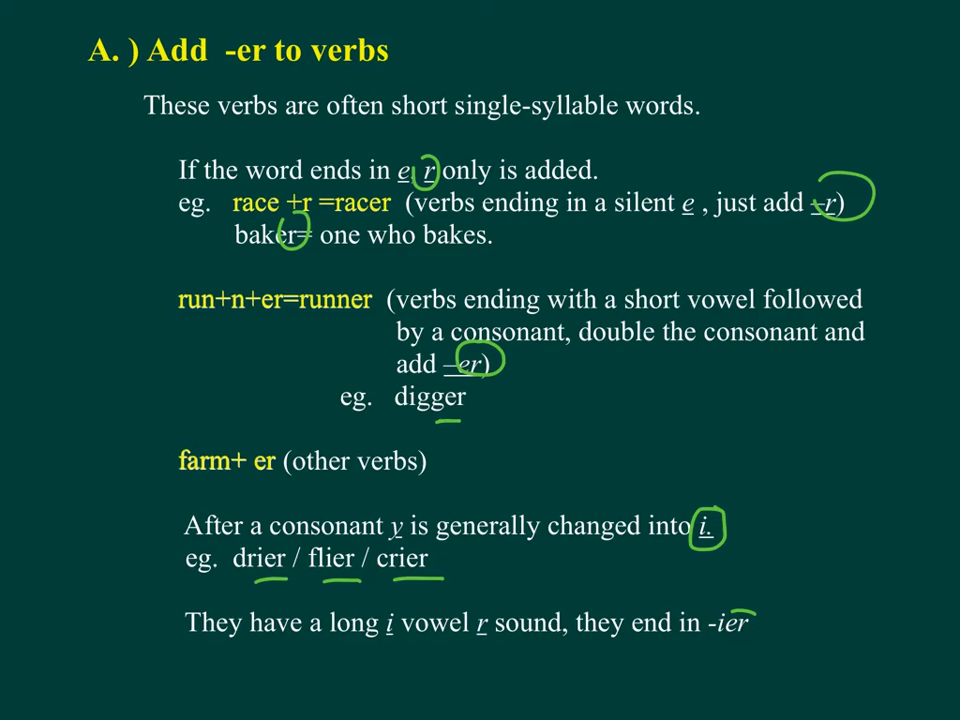 A. ) Add -er to verbs
These verbs are often short single-syllable words.
If the word ends in e, r only is added.
eg. race +r =racer (verbs ending in a silent e , just add –r)
baker= one who bakes.
run+n+er=runner (verbs ending with a short vowel followed
by a consonant, double the consonant and
add –er)
eg. digger
farm+ er (other verbs)
After a consonant y is generally changed into i.
eg. drier / flier / crier
They have a long i vowel r sound, they end in -ier